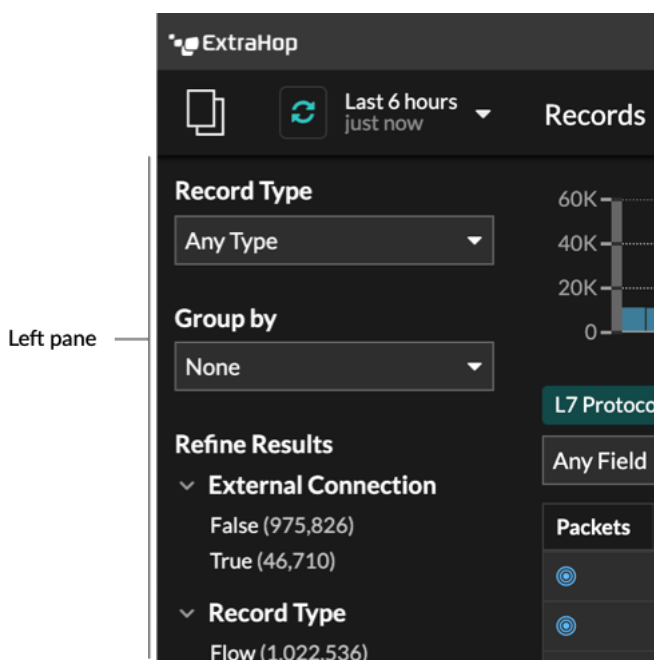 ExtraHop
Last 6 hours
just now
Records
Left pane
Record Type
Any Type
Group by
None
Refine Results
External Connection
False (975,826)
True (46,710)
Record Type
Flow (1,022,536)
60K
40K
20K
0
L7 Protoco
Any Field
Packets